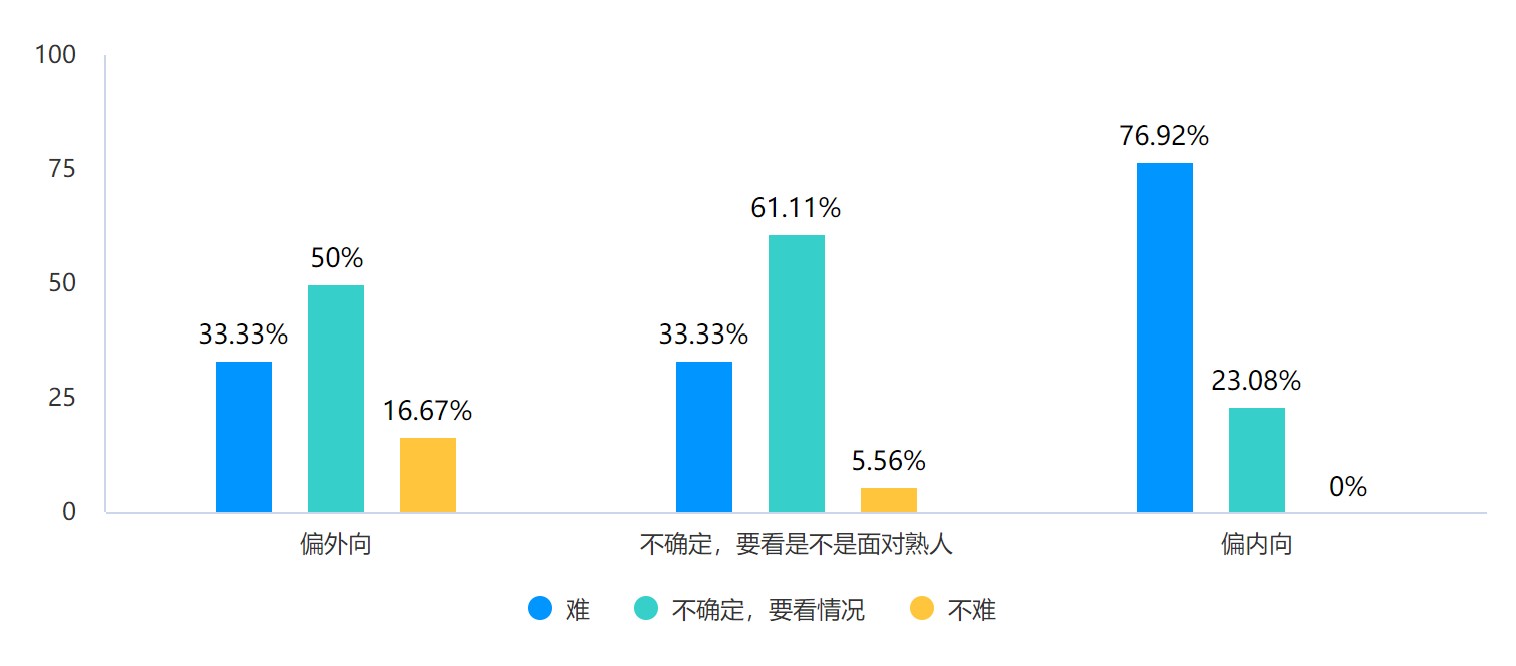 100
75
50
25
0
33.33%
50%
16.67%
33.33%
61.11%
5.56%
76.92%
23.08%
0%
偏外向
不确定，要看是不是面对熟人
偏内向
难
不确定，要看情况
不难